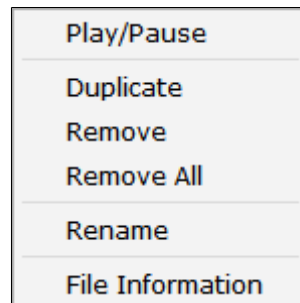 Play/Pause
Duplicate
Remove
Remove All
Rename
File Information